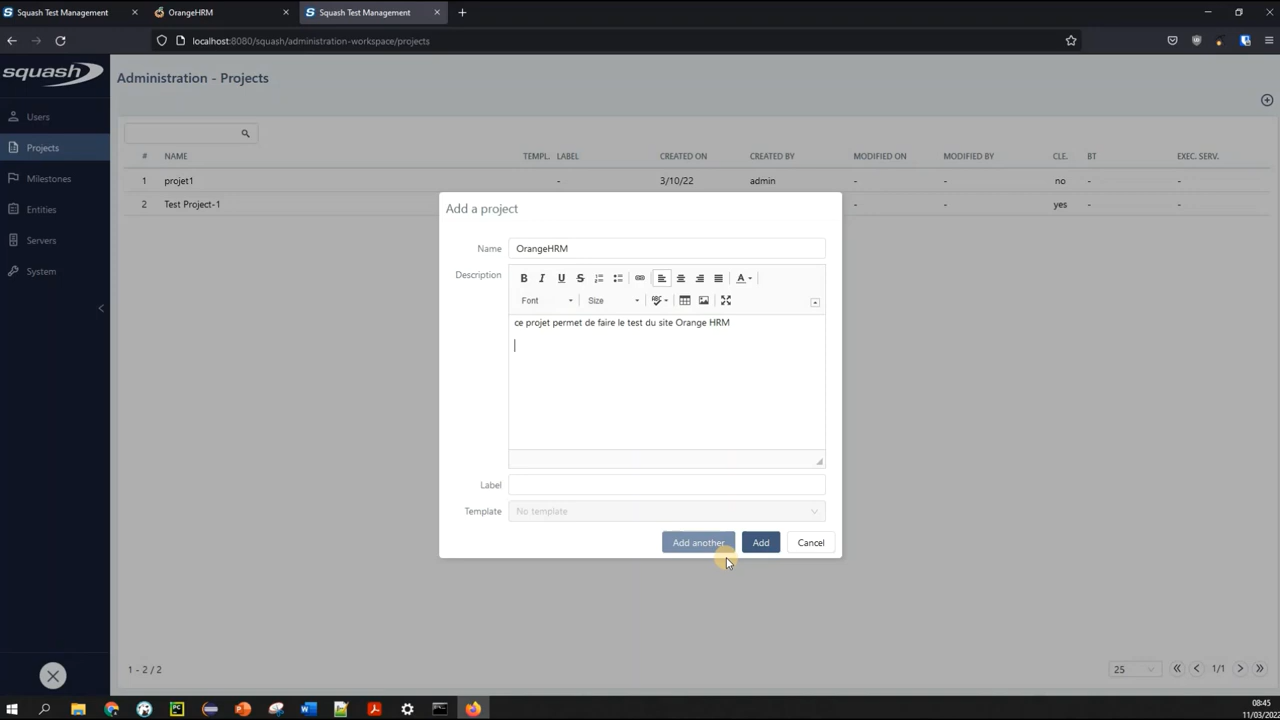 Squash Test Management
OrangeHRM
Squash Test Management
localhost:8080/squash/administration-workspace/projects
squash
Administration - Projects
Users
Projects
Milestones
Entities
Servers
System
# NAME TEMPL. LABEL CREATED ON CREATED BY MODIFIED ON MODIFIED BY CLE. BT EXEC. SERV.
1 projet1 - 3/10/22 admin - - no - -
2 Test Project-1 - - yes - -
Add a project
Name OrangeHRM
Description
B I U S A
Font Size ABC
ce projet permet de faire le test du site Orange HRM
Label
Template No template
Add another Add Cancel
1 - 2 / 2
25 1/1
08:45
11/03/2022